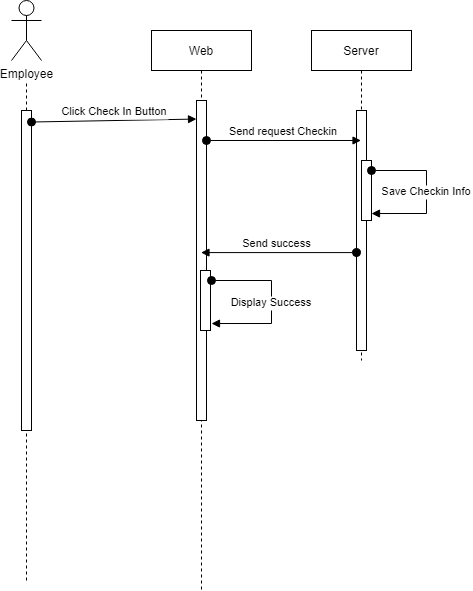 Web
Server
Employee
Click Check In Button
Send request Checkin
Save Checkin Info
Send success
Display Success